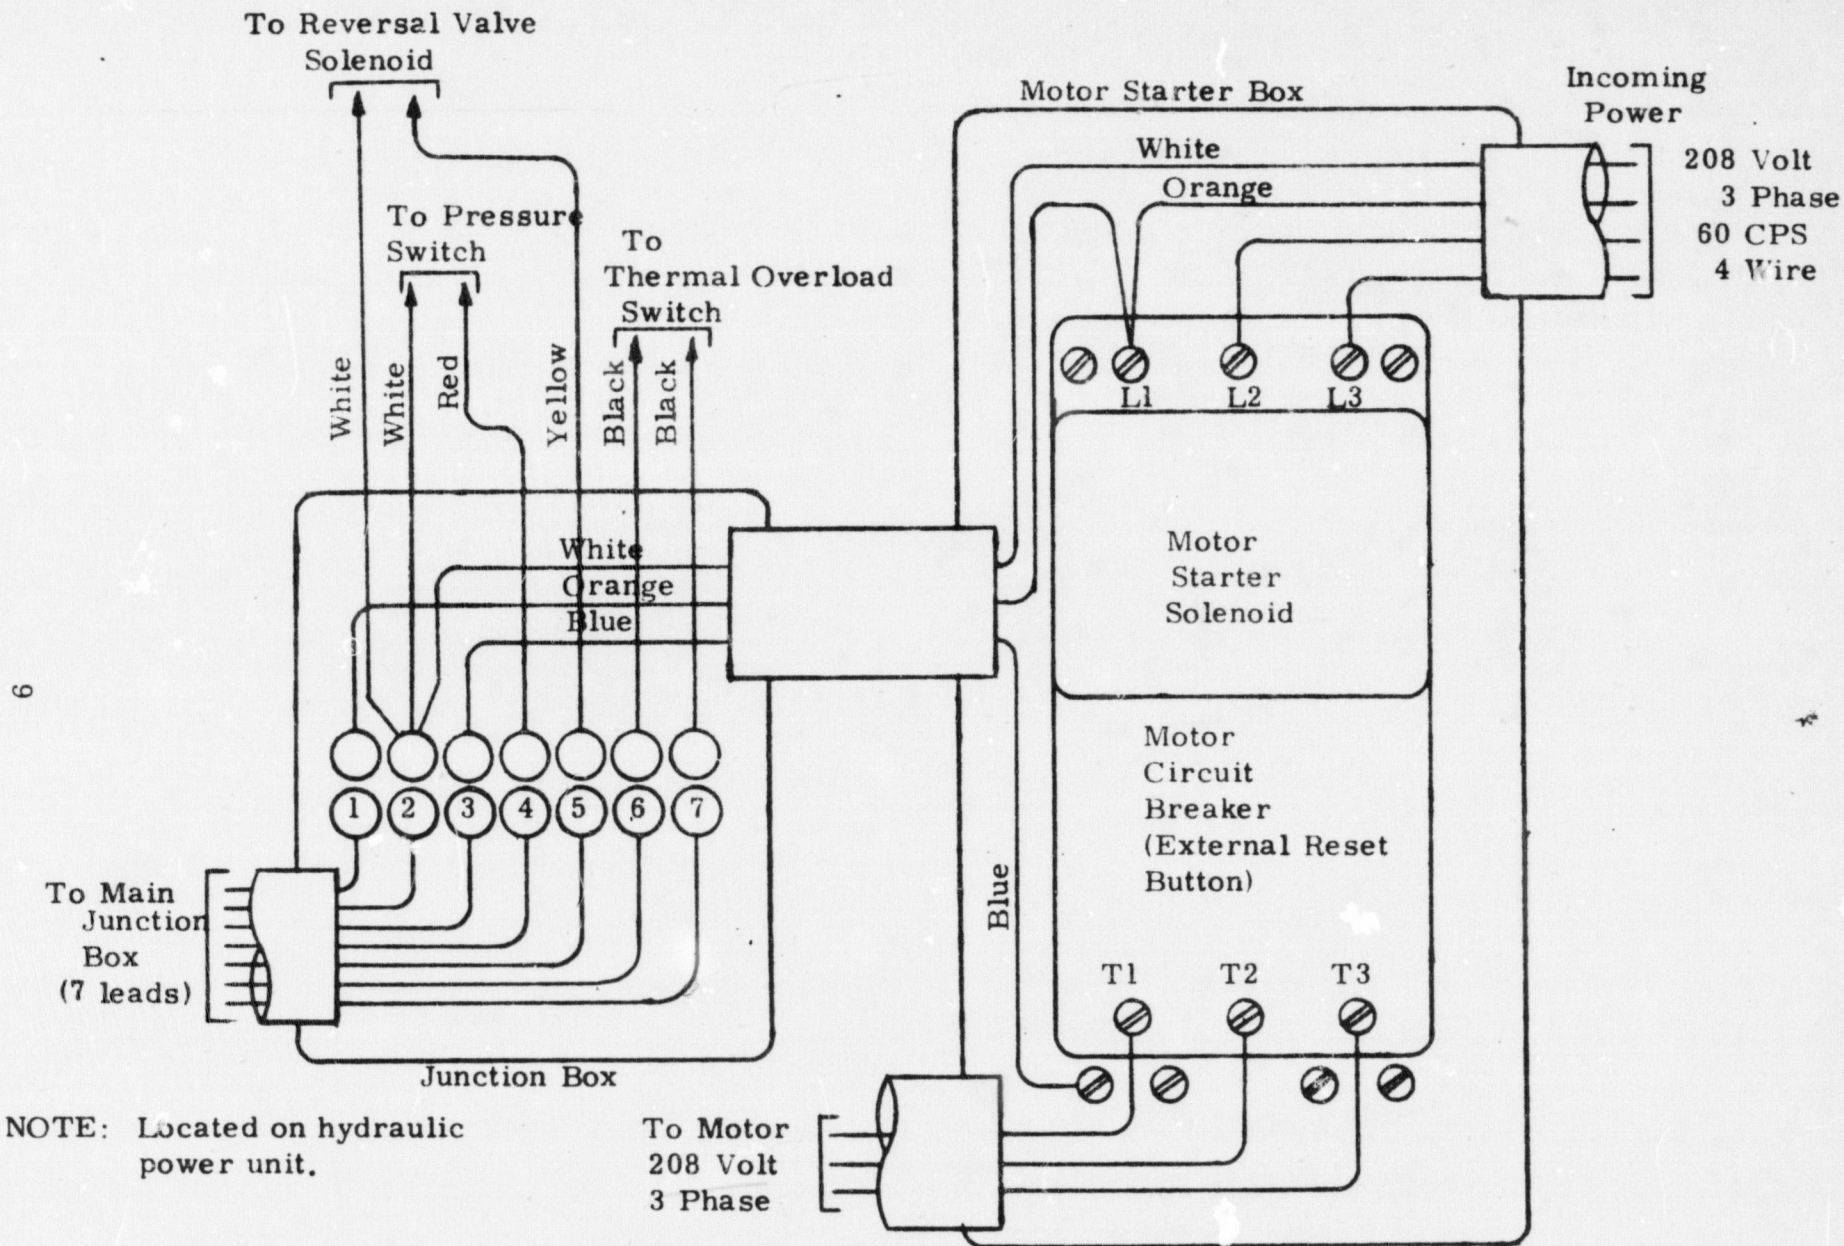 To Reversal Valve
Solenoid
To Pressure
Switch
To
Thermal Overload
Switch
White
White
Red
Yellow
Black
Black
White
Orange
Blue
1 2 3 4 5 6 7
To Main
Junction
Box
(7 leads)
Junction Box
NOTE: Located on hydraulic
power unit.
Motor Starter Box
White
Orange
Incoming
Power
208 Volt
3 Phase
60 CPS
4 Wire
L1 L2 L3
Motor
Starter
Solenoid
Motor
Circuit
Breaker
(External Reset
Button)
Blue
T1 T2 T3
To Motor
208 Volt
3 Phase
6